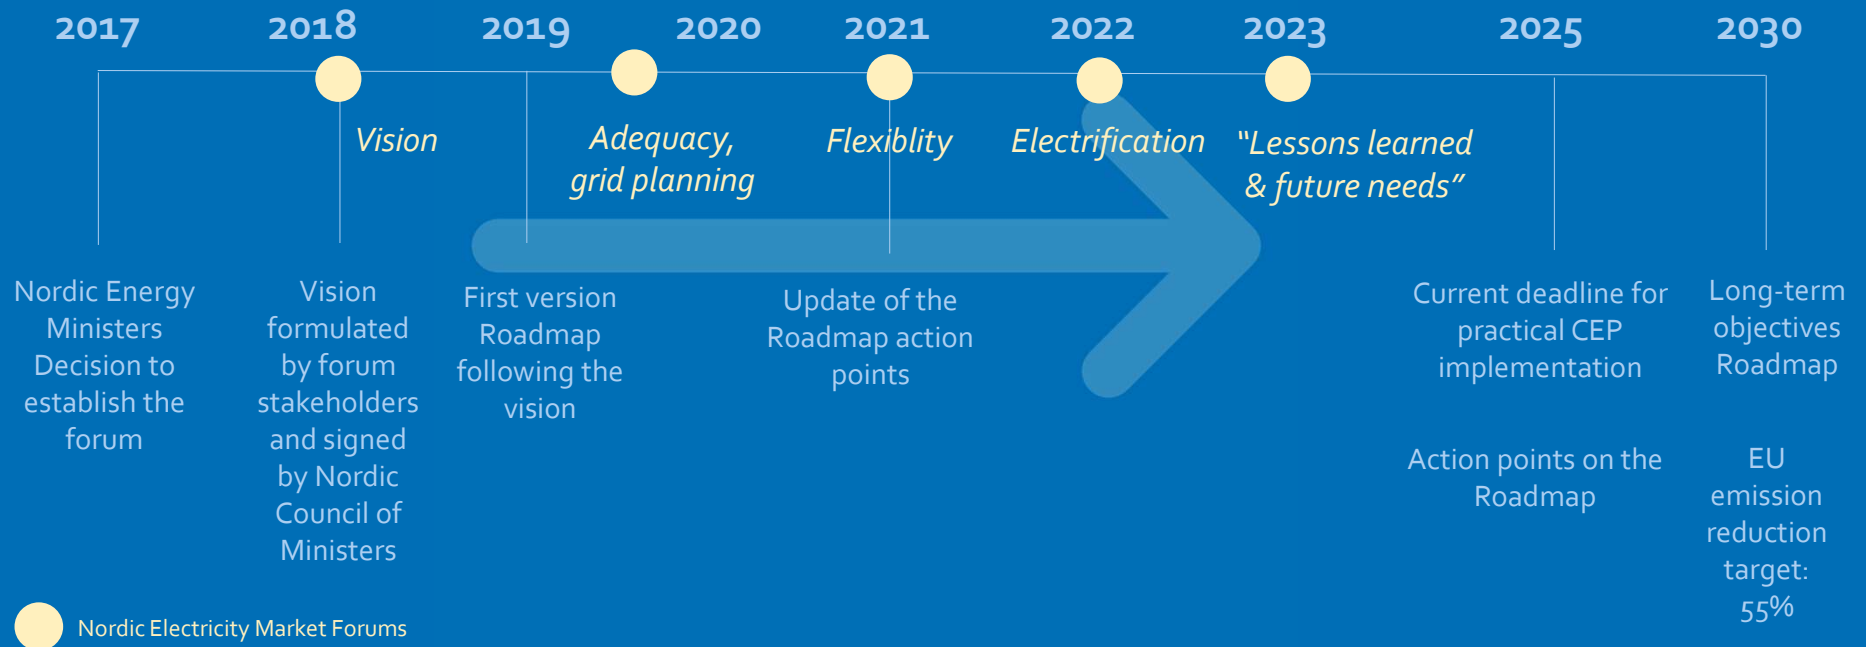 2017
2018
2019
2020
2021
2022
2023
2025
2030
Vision
Adequacy,
grid planning
Flexiblity
Electrification
"Lessons learned
& future needs"
Nordic Energy
Ministers
Decision to
establish the
forum
Vision
formulated
by forum
stakeholders
and signed
by Nordic
Council of
Ministers
First version
Roadmap
following the
vision
Update of the
Roadmap action
points
Current deadline for
practical CEP
implementation
Action points on the
Roadmap
Long-term
objectives
Roadmap
EU
emission
reduction
target:
55%
Nordic Electricity Market Forums